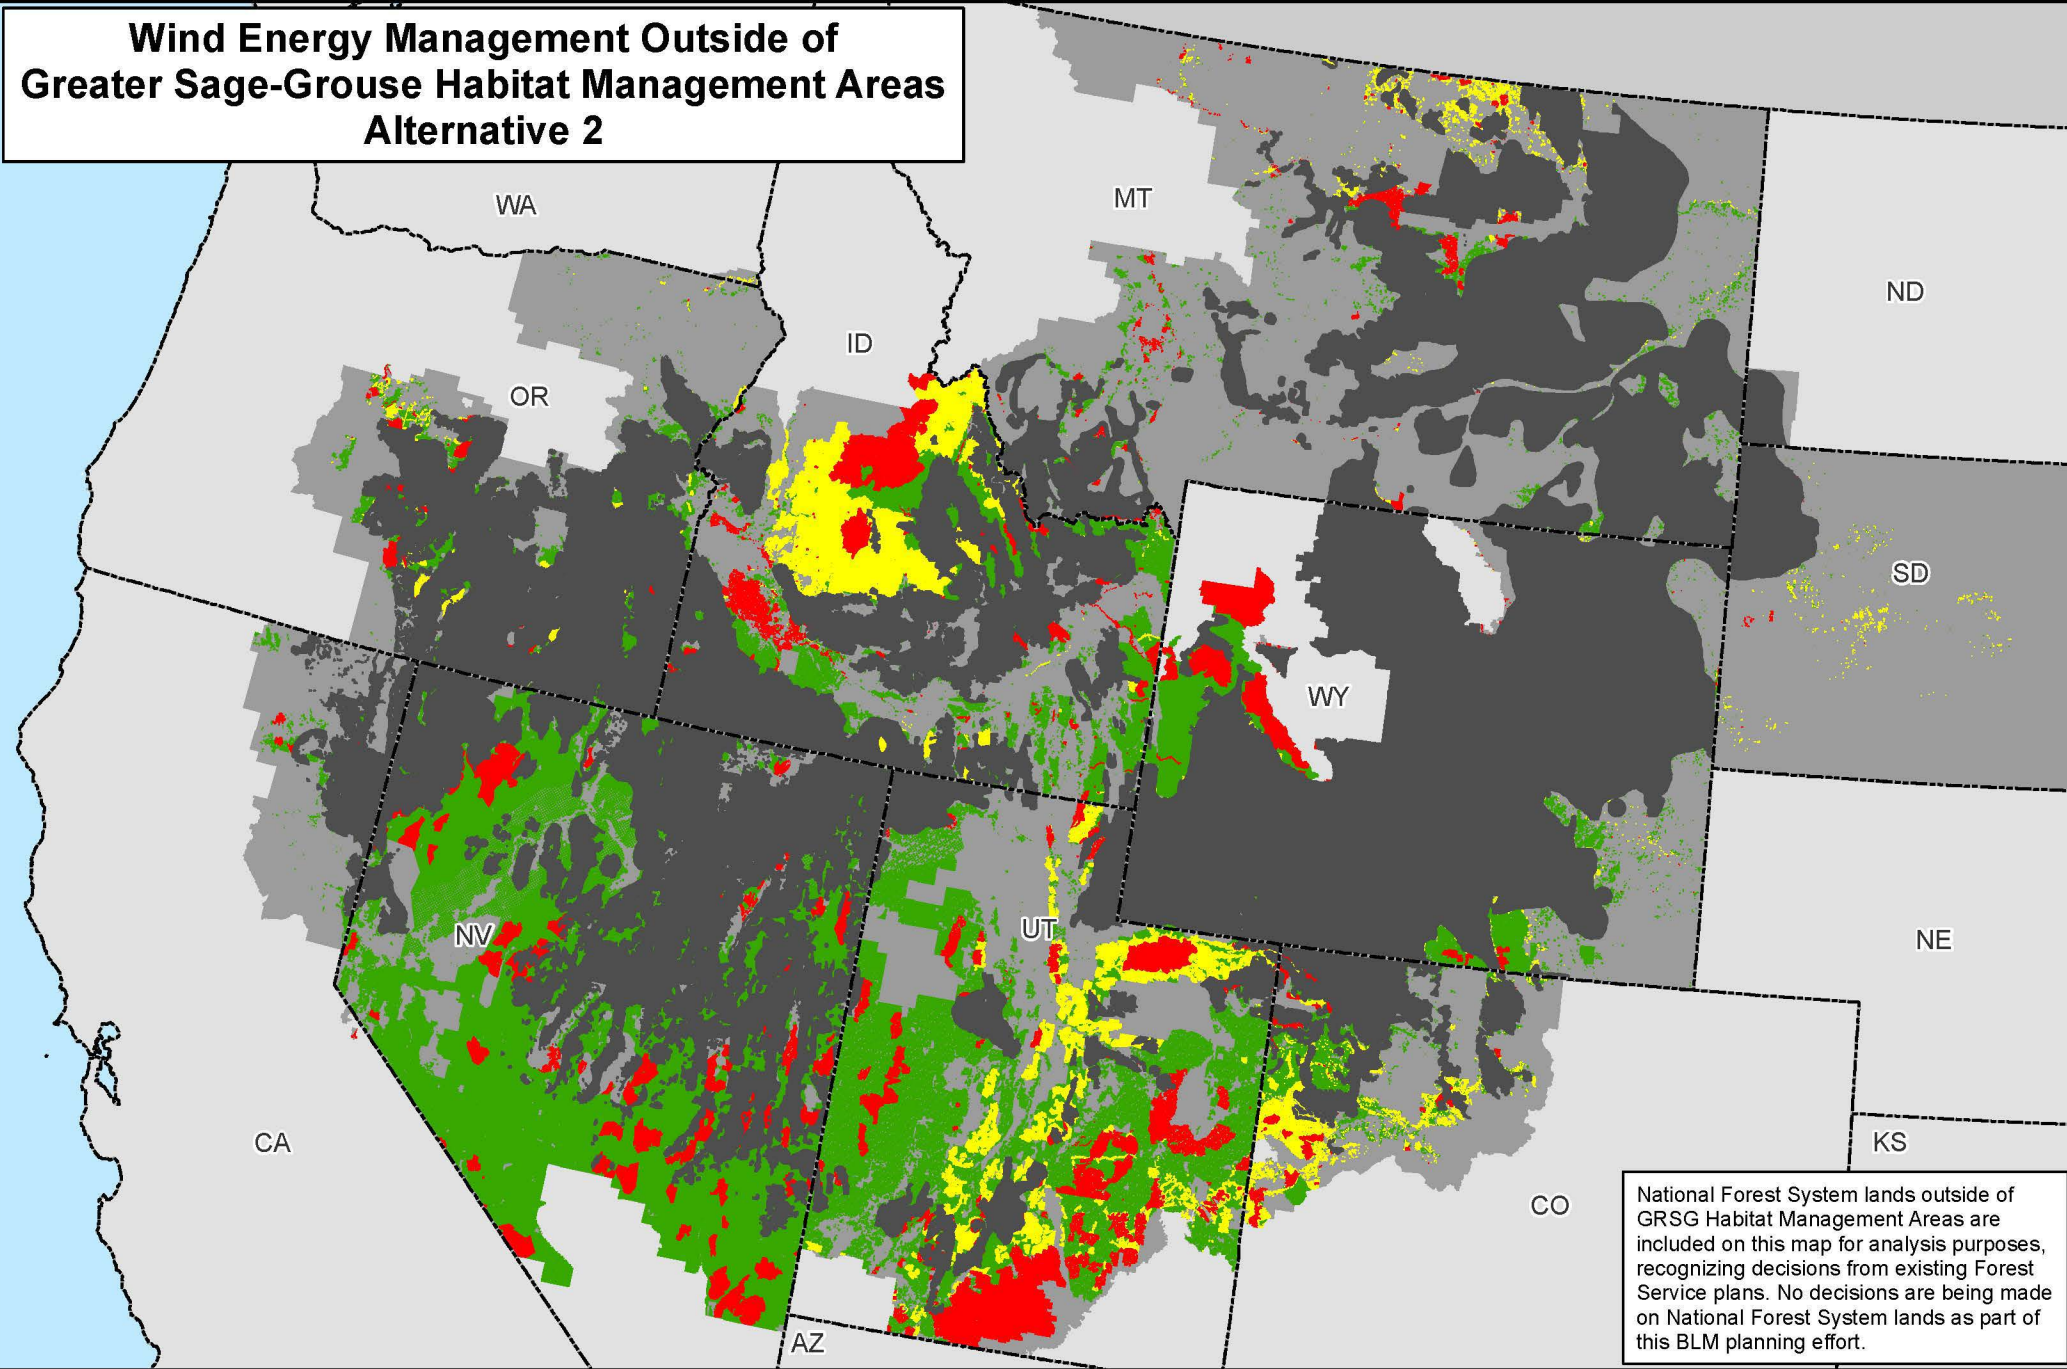 Wind Energy Management Outside of
Greater Sage-Grouse Habitat Management Areas
Alternative 2
WA
MT
ND
ID
OR
SD
WY
NV
UT
NE
CA
KS
CO
AZ
National Forest System lands outside of
GRSG Habitat Management Areas are
included on this map for analysis purposes,
recognizing decisions from existing Forest
Service plans. No decisions are being made
on National Forest System lands as part of
this BLM planning effort.